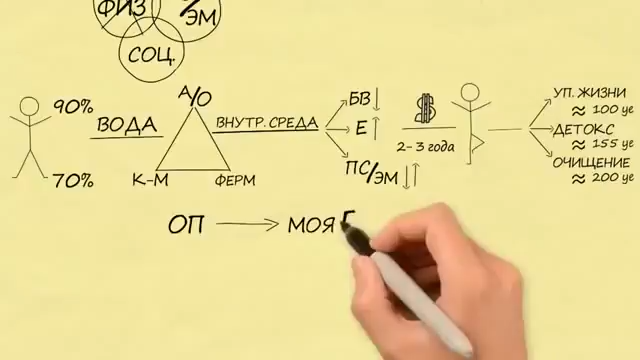 ФИЗ
/ЭМ
СОЦ.
90%
70%
ВОДА
А/О
К-М
ФЕРМ
ВНУТР. СРЕДА
БВ↓
Е↑
ПС/ЭМ↓↑
$
2-3 года
УП. ЖИЗНИ
≈ 100 уе
ДЕТОКС
≈ 155 уе
ОЧИЩЕНИЕ
≈ 200 уе
ОП → МОЯ